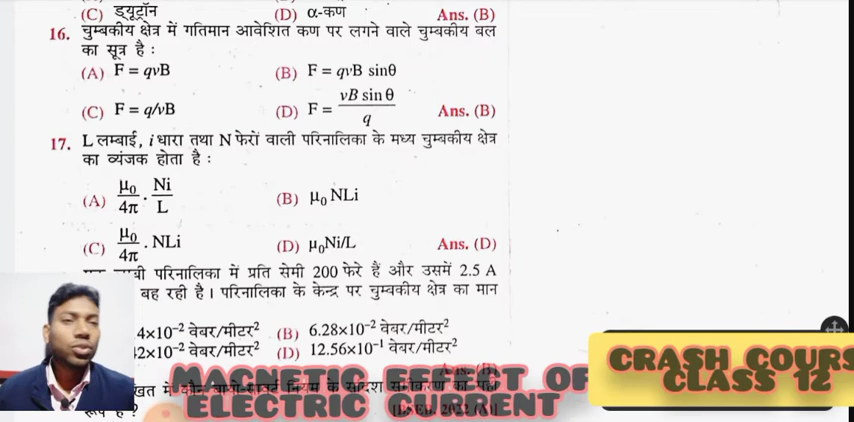 (C) ड्यूट्रॉन (D) α-कण Ans. (B)
16. चुम्बकीय क्षेत्र में गतिमान आवेशित कण पर लगने वाले चुम्बकीय बल
का सूत्र है :
(A) F = qvB (B) F = qvB sinθ
(C) F = q/vB (D) F = vB sin θ / q Ans. (B)
17. L लम्बाई, i धारा तथा N फेरों वाली परिनालिका के मध्य चुम्बकीय क्षेत्र
का व्यंजक होता है :
(A) μ₀/4π . Ni/L (B) μ₀ NLi
(C) μ₀/4π . NLi (D) μ₀Ni/L Ans. (D)
परिनालिका में प्रति सेमी 200 फेरे हैं और उसमें 2.5 A
बह रही है। परिनालिका के केन्द्र पर चुम्बकीय क्षेत्र का मान
4×10⁻² वेबर/मीटर² (B) 6.28×10⁻² वेबर/मीटर²
2×10⁻² वेबर/मीटर² (D) 12.56×10⁻¹ वेबर/मीटर²
MAGNETIC EFFECT OF
ELECTRIC CURRENT
CRASH COURS
CLASS 12